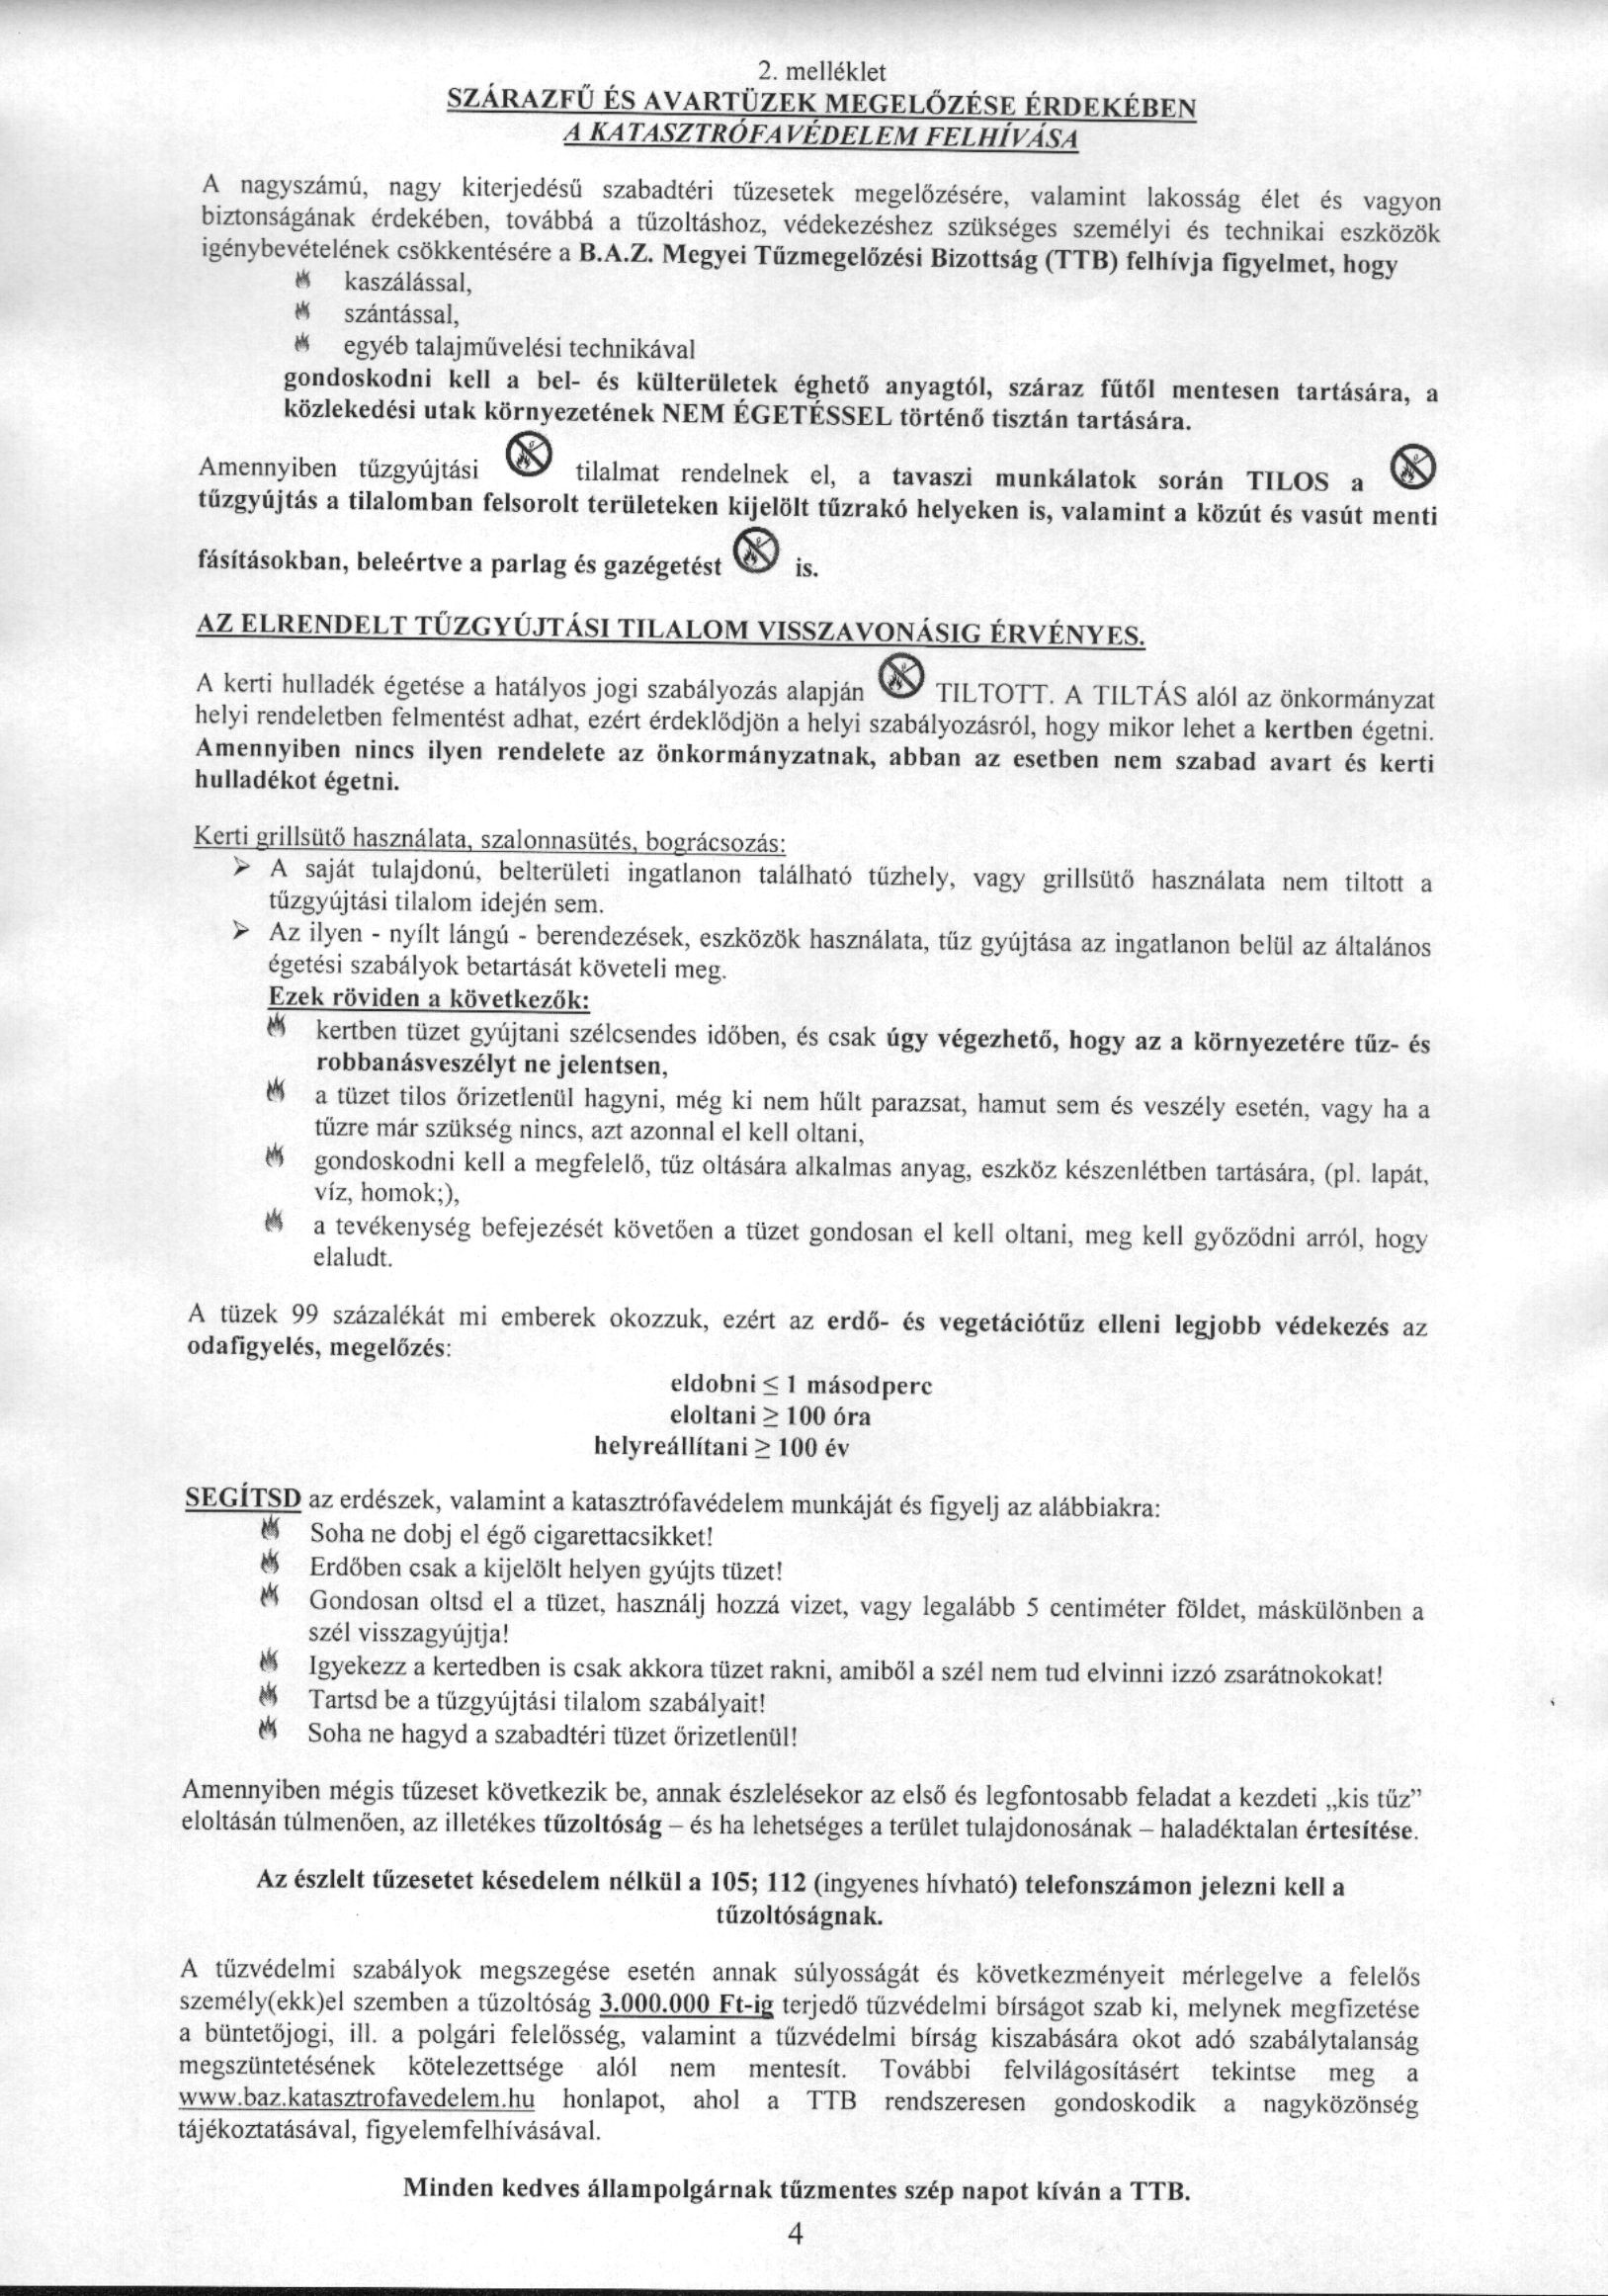 2. melléklet
SZÁRAZFŰ ÉS AVARTÜZEK MEGELŐZÉSE ÉRDEKÉBEN
A KATASZTRÓFAVÉDELEM FELHÍVÁSA
A nagyszámú, nagy kiterjedésű szabadtéri tűzesetek megelőzésére, valamint lakosság élet és vagyon
biztonságának érdekében, továbbá a tűzoltáshoz, védekezéshez szükséges személyi és technikai eszközök
igénybevételének csökkentésére a B.A.Z. Megyei Tűzmegelőzési Bizottság (TTB) felhívja figyelmet, hogy
kaszálással,
szántással,
egyéb talajművelési technikával
gondoskodni kell a bel- és külterületek éghető anyagtól, száraz fűtől mentesen tartására, a
közlekedési utak környezetének NEM ÉGETÉSSEL történő tisztán tartására.
Amennyiben tűzgyújtási tilalmat rendelnek el, a tavaszi munkálatok során TILOS a
tűzgyújtás a tilalomban felsorolt területeken kijelölt tűzrakó helyeken is, valamint a közút és vasút menti
fásításokban, beleértve a parlag és gazégetést is.
AZ ELRENDELT TŰZGYÚJTÁSI TILALOM VISSZAVONÁSIG ÉRVÉNYES.
A kerti hulladék égetése a hatályos jogi szabályozás alapján TILTOTT. A TILTÁS alól az önkormányzat
helyi rendeletben felmentést adhat, ezért érdeklődjön a helyi szabályozásról, hogy mikor lehet a kertben égetni.
Amennyiben nincs ilyen rendelete az önkormányzatnak, abban az esetben nem szabad avart és kerti
hulladékot égetni.
Kerti grillsütő használata, szalonnasütés, bográcsozás:
➢ A saját tulajdonú, belterületi ingatlanon található tűzhely, vagy grillsütő használata nem tiltott a
tűzgyújtási tilalom idején sem.
➢ Az ilyen - nyílt lángú - berendezések, eszközök használata, tűz gyújtása az ingatlanon belül az általános
égetési szabályok betartását követeli meg.
Ezek röviden a következők:
kertben tüzet gyújtani szélcsendes időben, és csak úgy végezhető, hogy az a környezetére tűz- és
robbanásveszélyt ne jelentsen,
a tüzet tilos őrizetlenül hagyni, még ki nem hűlt parazsat, hamut sem és veszély esetén, vagy ha a
tűzre már szükség nincs, azt azonnal el kell oltani,
gondoskodni kell a megfelelő, tűz oltására alkalmas anyag, eszköz készenlétben tartására, (pl. lapát,
víz, homok;),
a tevékenység befejezését követően a tüzet gondosan el kell oltani, meg kell győződni arról, hogy
elaludt.
A tüzek 99 százalékát mi emberek okozzuk, ezért az erdő- és vegetációtűz elleni legjobb védekezés az
odafigyelés, megelőzés:
eldobni ≤ 1 másodperc
eloltani ≥ 100 óra
helyreállítani ≥ 100 év
SEGÍTSD az erdészek, valamint a katasztrófavédelem munkáját és figyelj az alábbiakra:
Soha ne dobj el égő cigarettacsikket!
Erdőben csak a kijelölt helyen gyújts tüzet!
Gondosan oltsd el a tüzet, használj hozzá vizet, vagy legalább 5 centiméter földet, máskülönben a
szél visszagyújtja!
Igyekezz a kertedben is csak akkora tüzet rakni, amiből a szél nem tud elvinni izzó zsarátnokokat!
Tartsd be a tűzgyújtási tilalom szabályait!
Soha ne hagyd a szabadtéri tüzet őrizetlenül!
Amennyiben mégis tűzeset következik be, annak észlelésekor az első és legfontosabb feladat a kezdeti „kis tűz”
eloltásán túlmenően, az illetékes tűzoltóság – és ha lehetséges a terület tulajdonosának – haladéktalan értesítése.
Az észlelt tűzesetet késedelem nélkül a 105; 112 (ingyenes hívható) telefonszámon jelezni kell a
tűzoltóságnak.
A tűzvédelmi szabályok megszegése esetén annak súlyosságát és következményeit mérlegelve a felelős
személy(ekk)el szemben a tűzoltóság 3.000.000 Ft-ig terjedő tűzvédelmi bírságot szab ki, melynek megfizetése
a büntetőjogi, ill. a polgári felelősség, valamint a tűzvédelmi bírság kiszabására okot adó szabálytalanság
megszüntetésének kötelezettsége alól nem mentesít. További felvilágosításért tekintse meg a
www.baz.katasztrofavedelem.hu honlapot, ahol a TTB rendszeresen gondoskodik a nagyközönség
tájékoztatásával, figyelemfelhívásával.
Minden kedves állampolgárnak tűzmentes szép napot kíván a TTB.
4